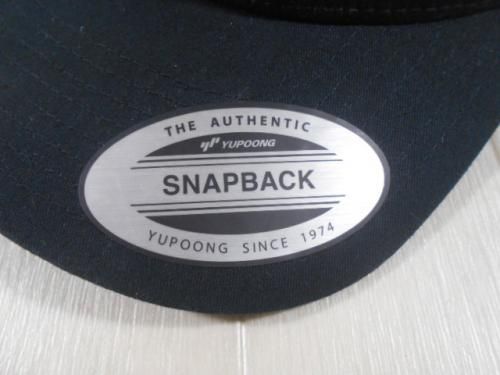 THE AUTHENTIC
YUPOONG
SNAPBACK
YUPOONG SINCE 1974